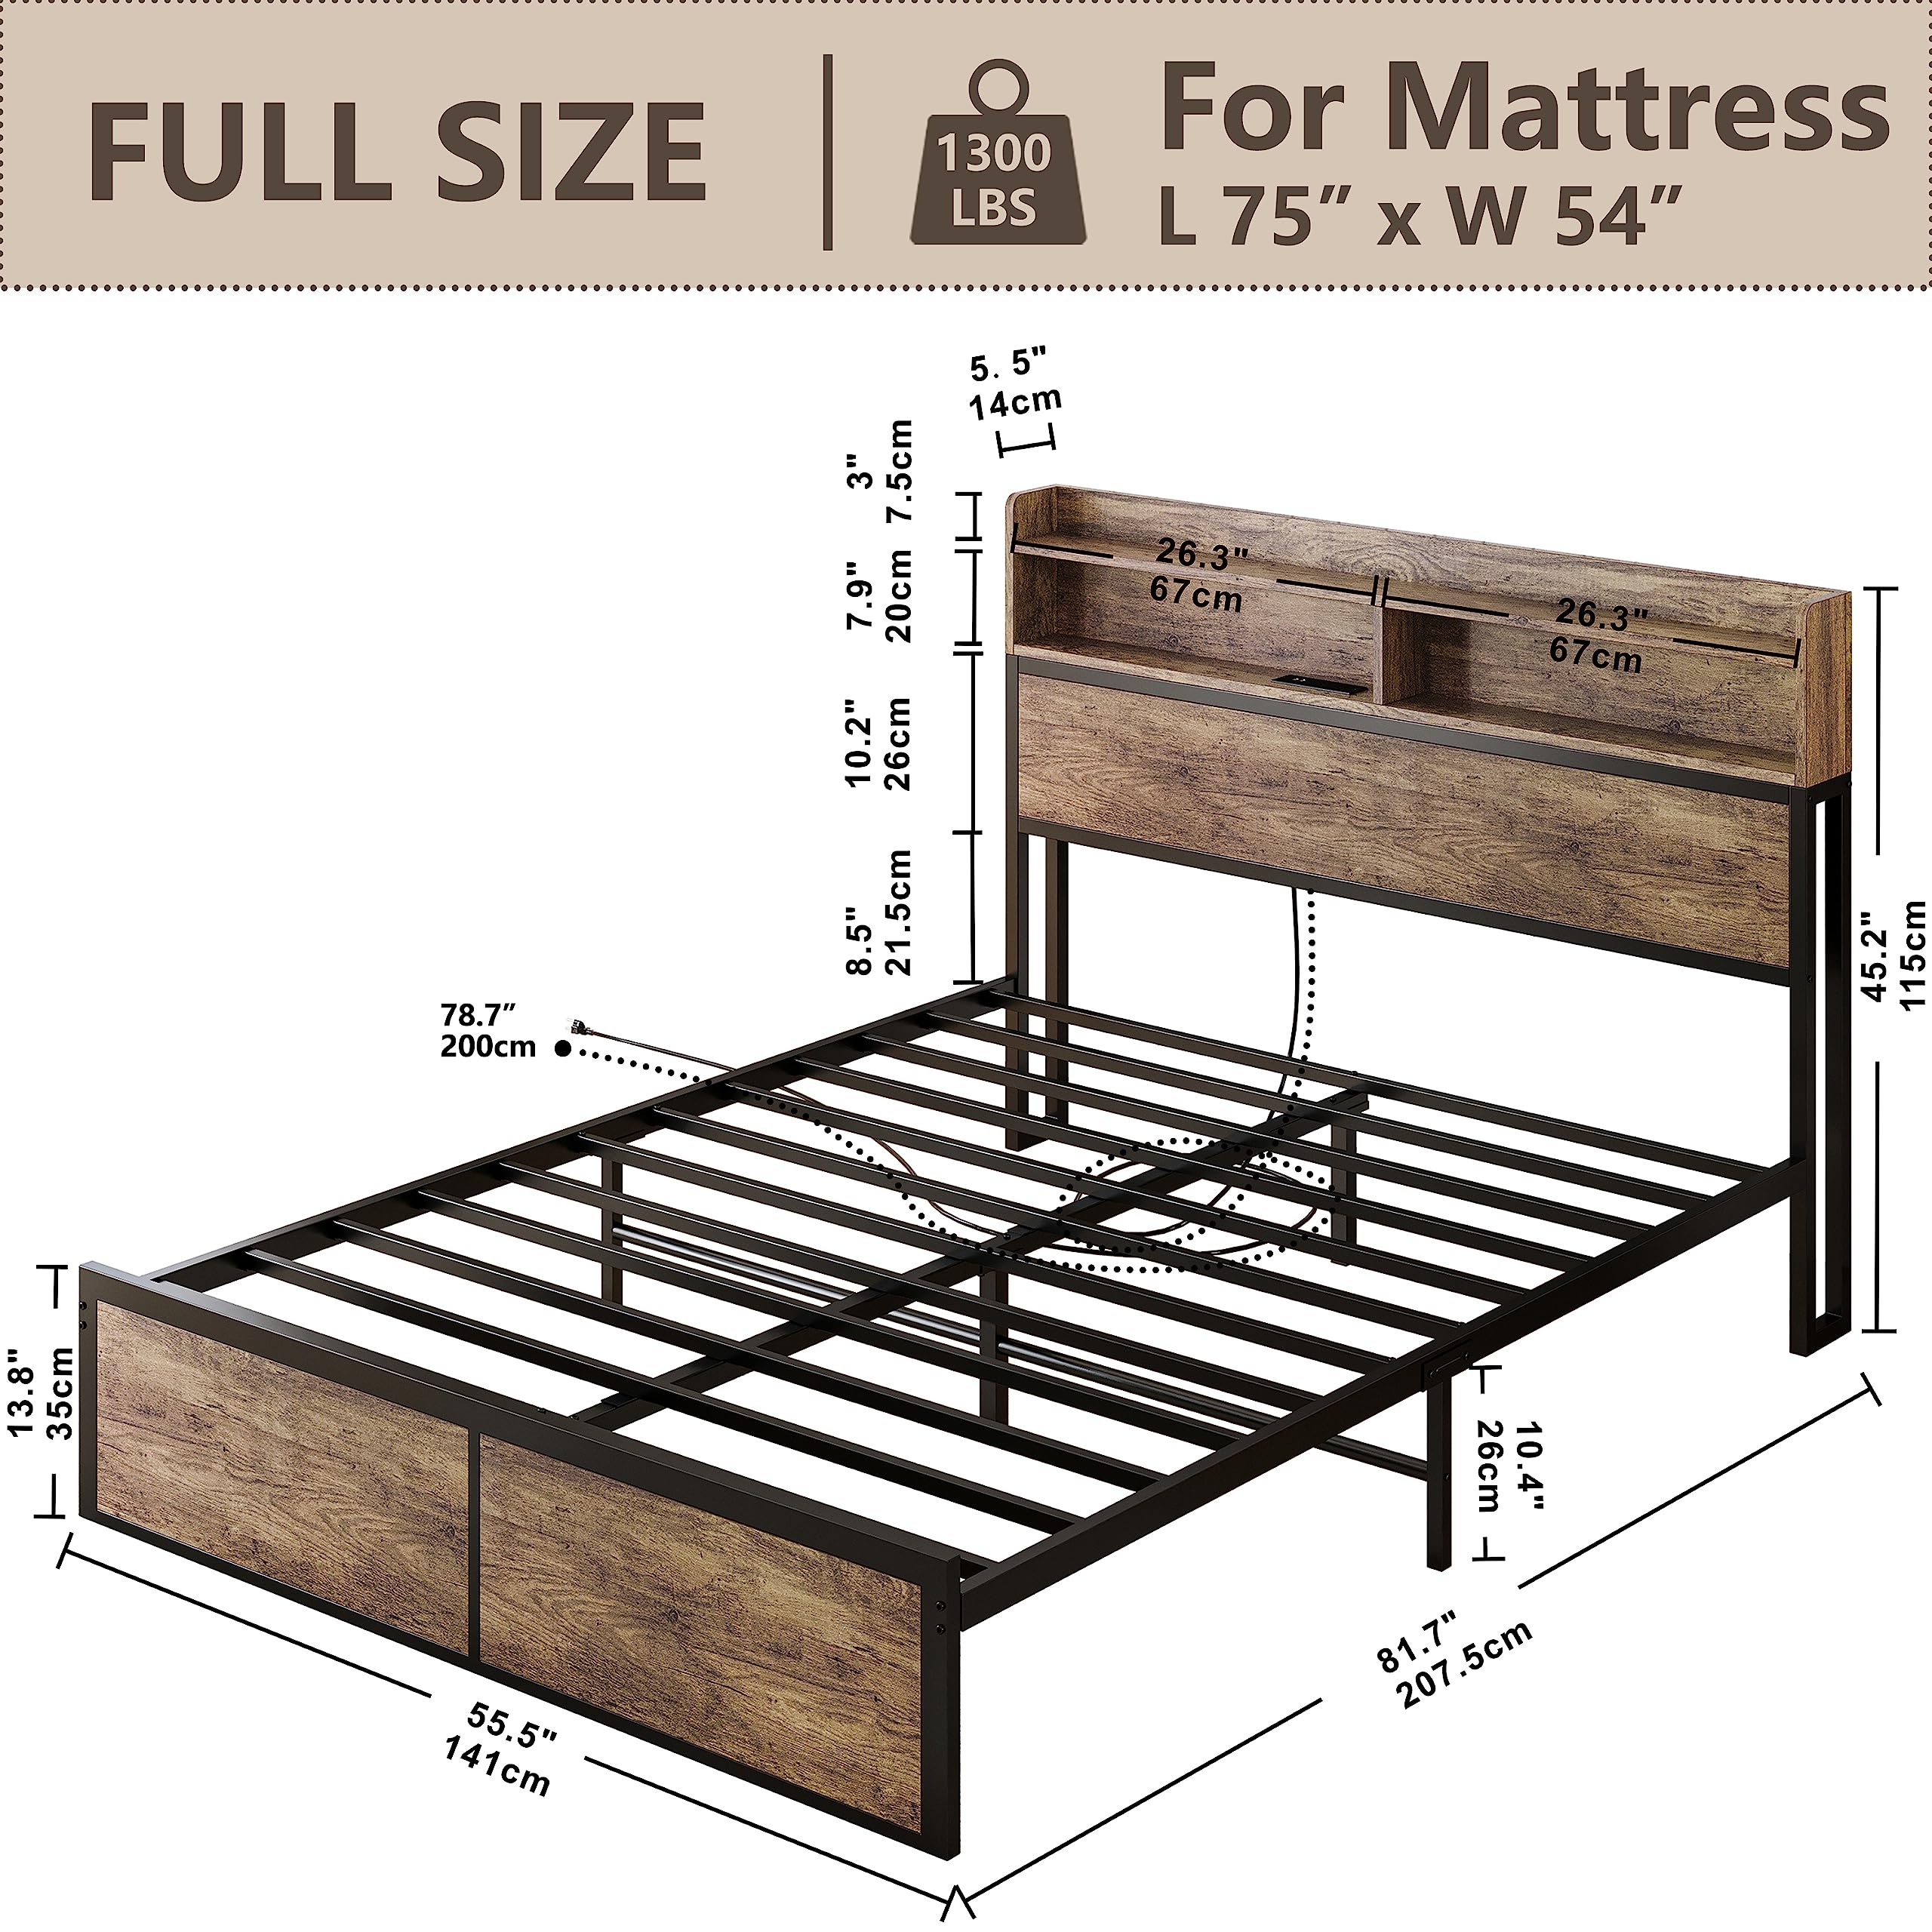 FULL SIZE
1300
LBS
For Mattress
L 75” x W 54”
5. 5"
14cm
3"
7.5cm
7.9"
20cm
10.2"
26cm
8.5"
21.5cm
26.3"
67cm
26.3"
67cm
45.2"
115cm
78.7”
200cm
13.8"
35cm
10.4"
26cm
55.5"
141cm
81.7"
207.5cm